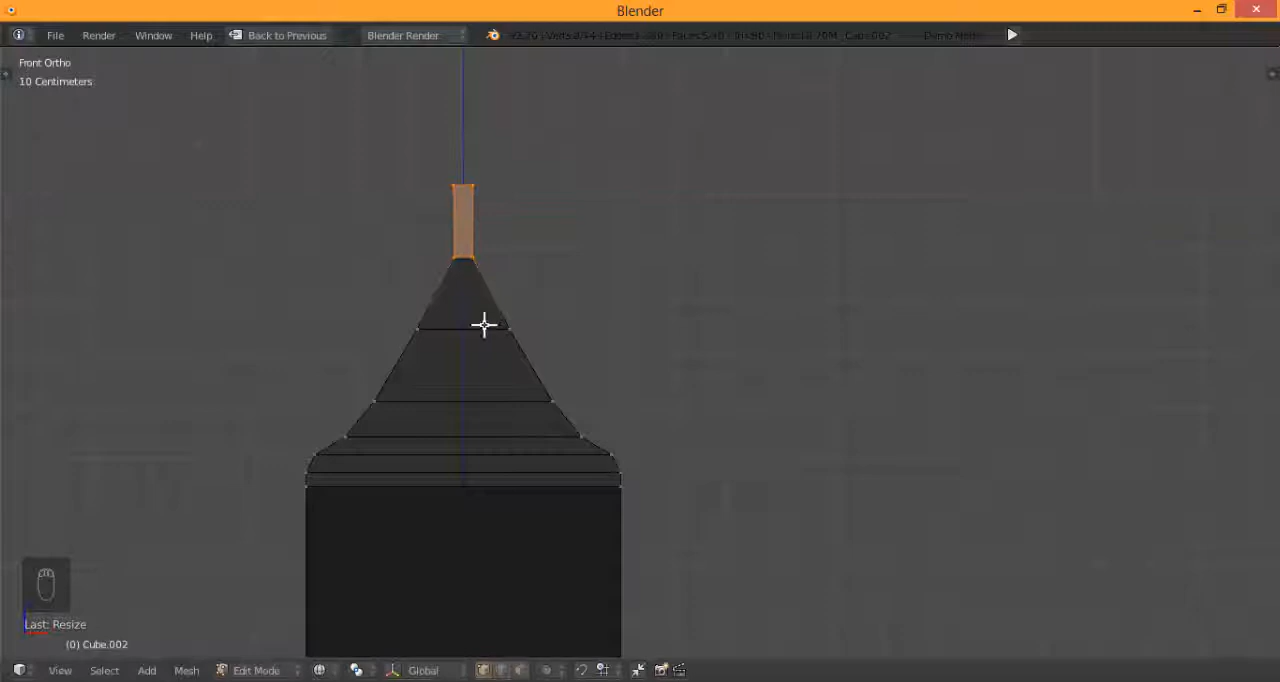 Blender
File Render Window Help Back to Previous Blender Render
Front Ortho
10 Centimeters
Last: Resize
(0) Cube.002
View Select Add Mesh Edit Mode Global